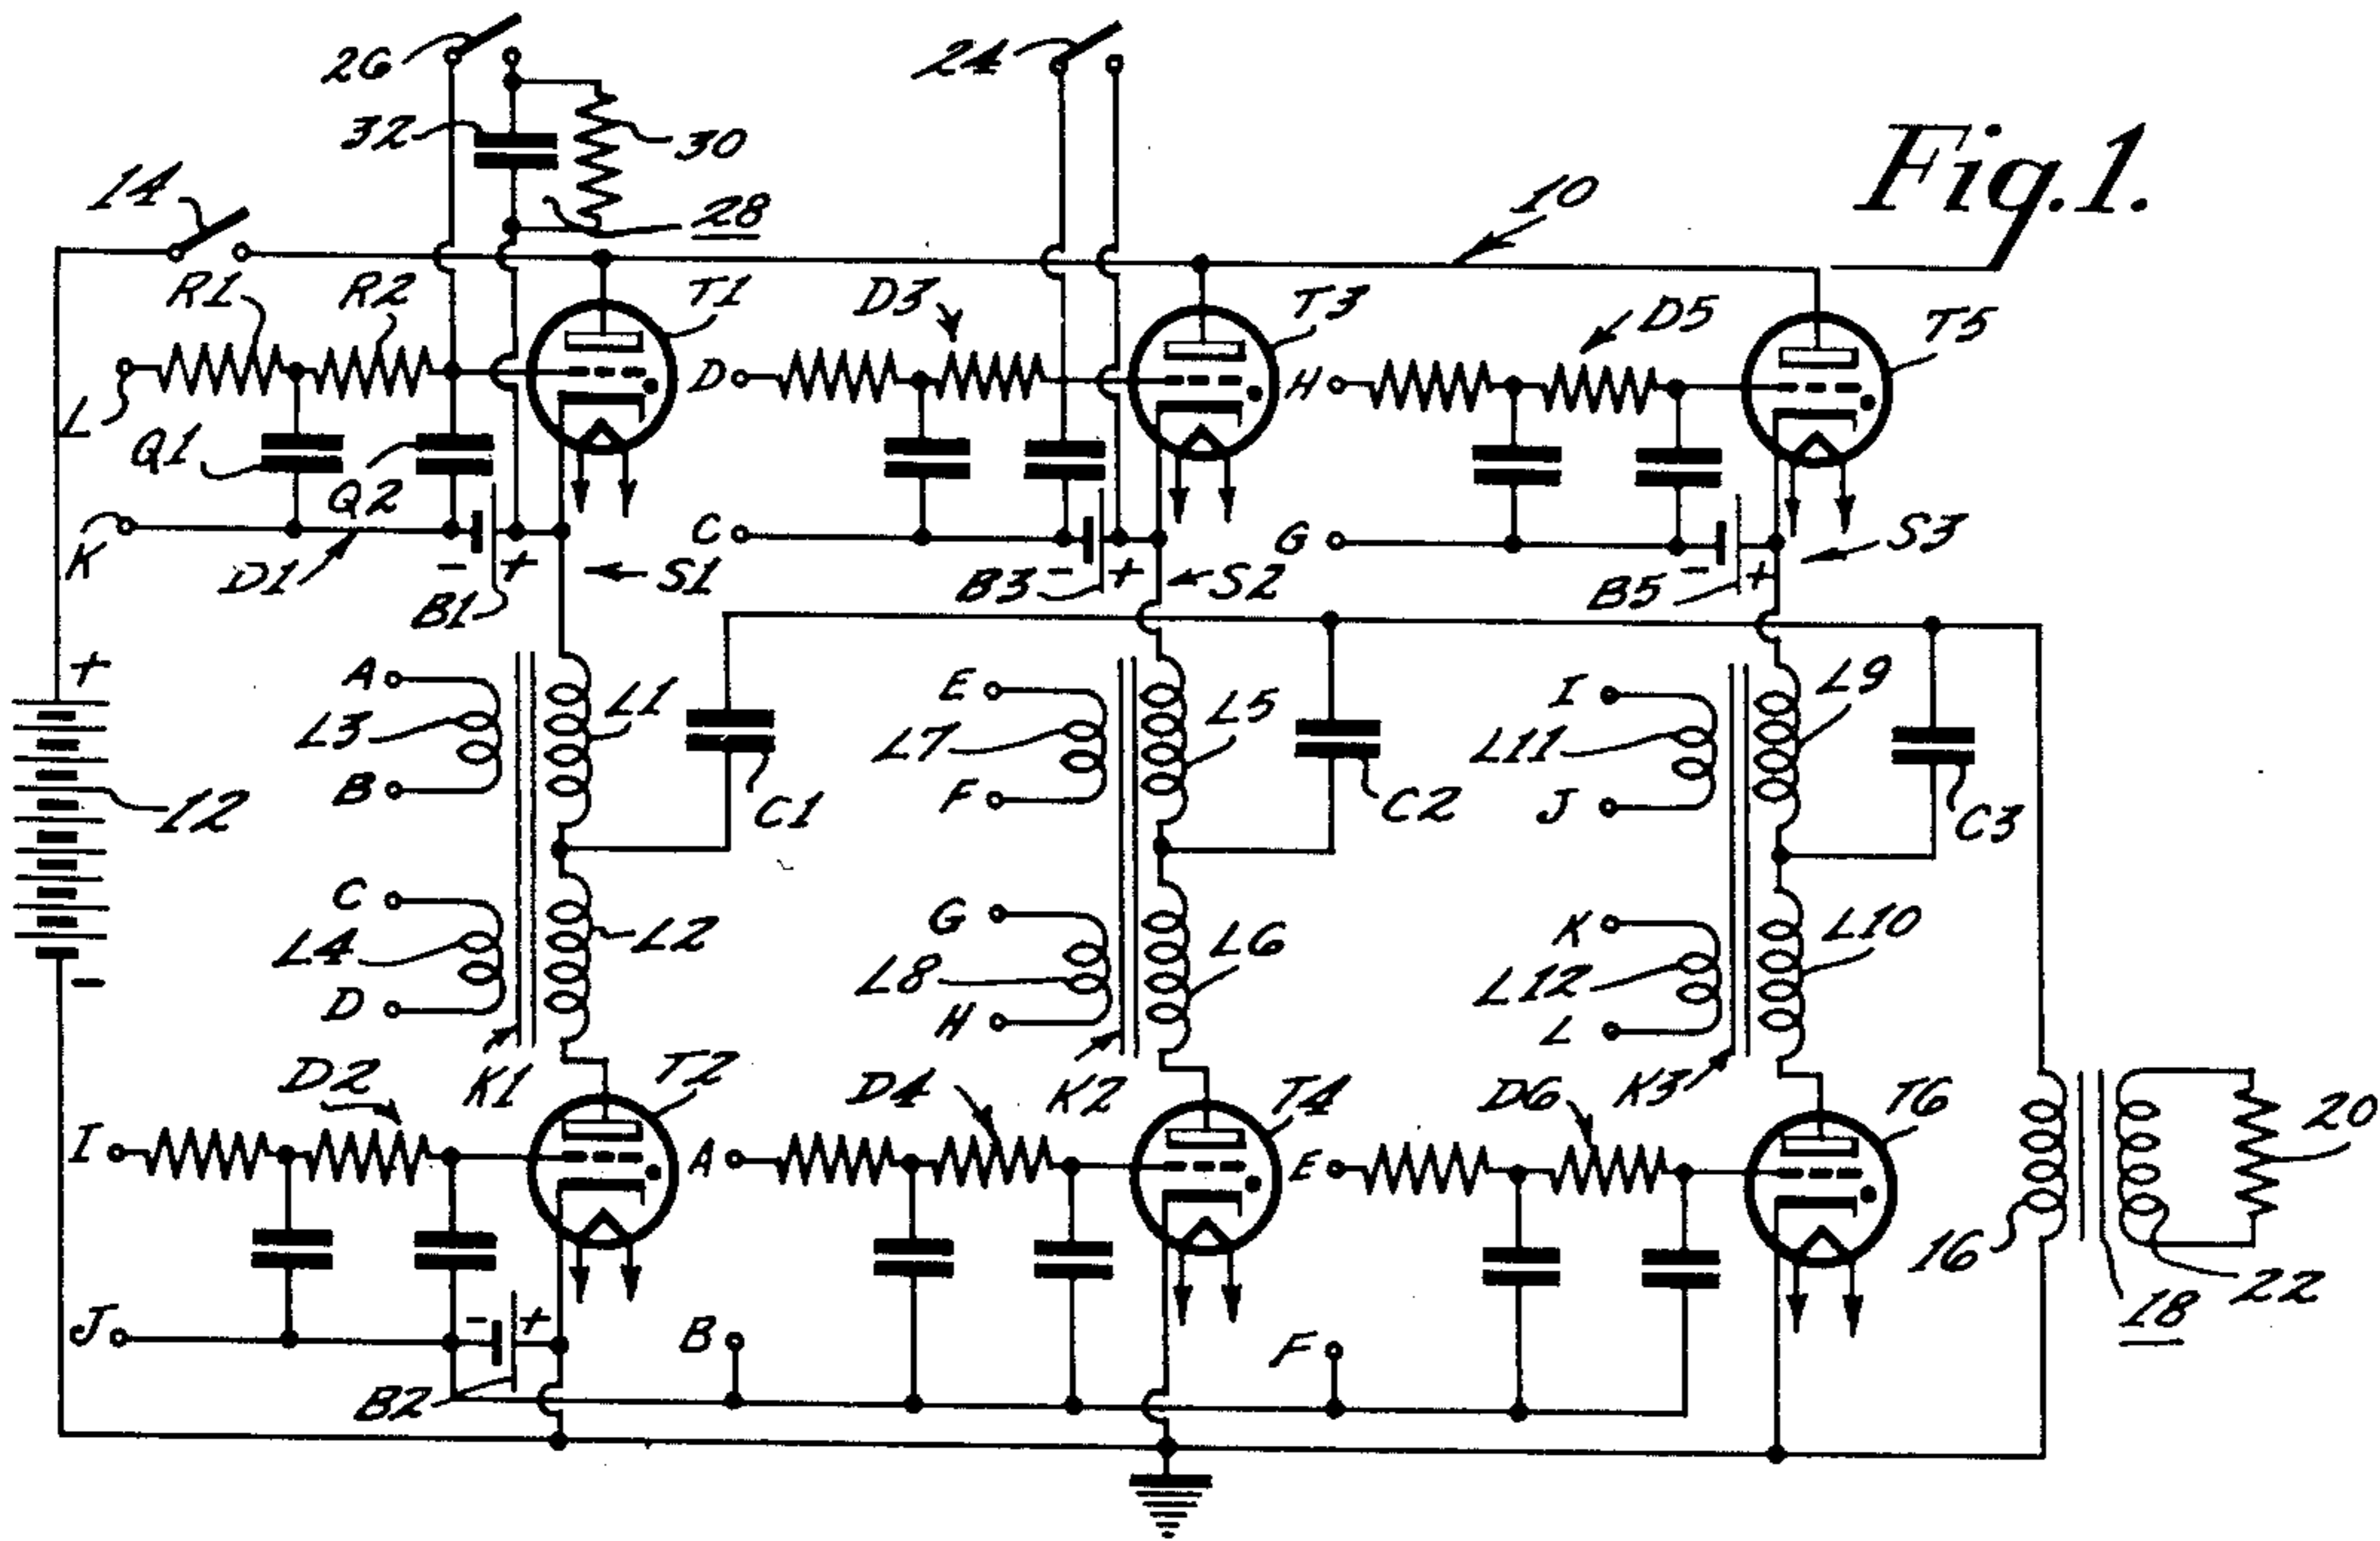 26
24
32
30
Fig.1.
14
28
10
R1 R2 T1 D3 T3 D5 T5
L D H
Q1 Q2
K D1 - + S1 C B3 - + S2 G B5 - + S3
B1
+
A L1 E L5 I L9
L3 L7 L11
B C1 F C2 J C3
12
C L2 G L6 K L10
L4 L8 L12
D H L
-
D2 K1 T2 D4 K2 T4 D6 K3 T6 20
I A E
16 22
18
J - + B F
B2